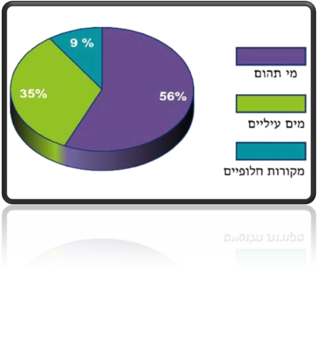 9 %
35%
56%
מי תהום
מים עיליים
מקורות חלופיים